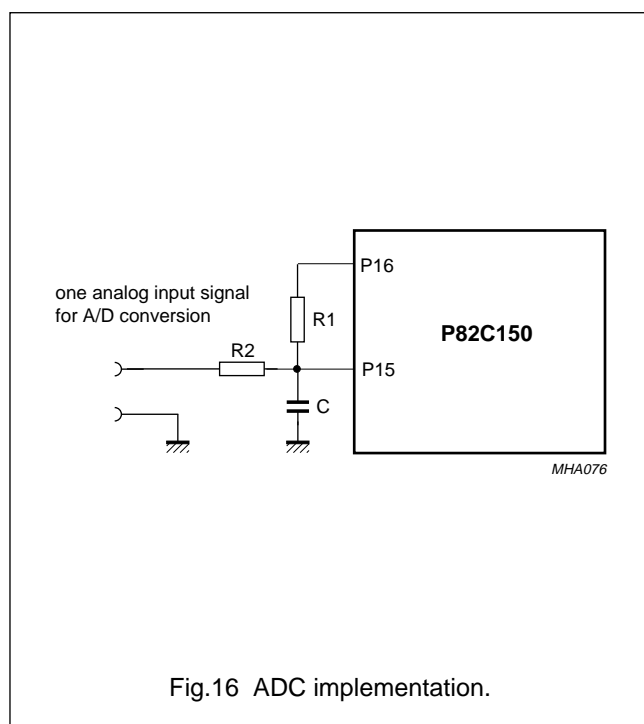 one analog input signal
for A/D conversion
P16
R1
P82C150
R2
P15
C
MHA076
Fig.16 ADC implementation.